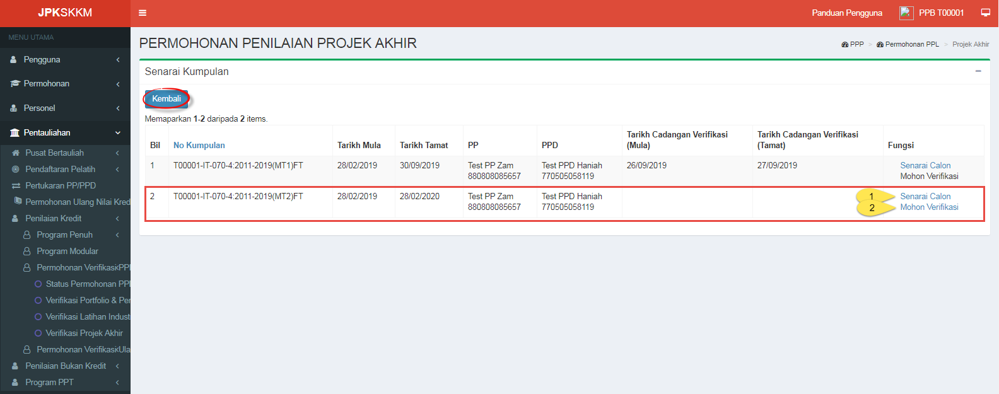 JPKSKKM
Panduan Pengguna
PPB T00001
MENU UTAMA
Pengguna
Permohonan
Personel
Pentauliahan
Pusat Bertauliah
Pendaftaran Pelatih
Pertukaran PP/PPD
Permohonan Ulang Nilai Kred
Penilaian Kredit
Program Penuh
Program Modular
Permohonan Verifikasi PPL
Status Permohonan PPL
Verifikasi Portfolio & Per
Verifikasi Latihan Indust
Verifikasi Projek Akhir
Permohonan Verifikasi Ula
Penilaian Bukan Kredit
Program PPT
PERMOHONAN PENILAIAN PROJEK AKHIR
PPP > Permohonan PPL > Projek Akhir
Senarai Kumpulan
Kembali
Memaparkan 1-2 daripada 2 items.
Bil No Kumpulan Tarikh Mula Tarikh Tamat PP PPD Tarikh Cadangan Verifikasi (Mula) Tarikh Cadangan Verifikasi (Tamat) Fungsi
1 T00001-IT-070-4:2011-2019(MT1)FT 28/02/2019 30/09/2019 Test PP Zam Test PPD Haniah 26/09/2019 27/09/2019 Senarai Calon
880808085657 770505058119 Mohon Verifikasi
2 T00001-IT-070-4:2011-2019(MT2)FT 28/02/2019 28/02/2020 Test PP Zam Test PPD Haniah 1 Senarai Calon
880808085657 770505058119 2 Mohon Verifikasi